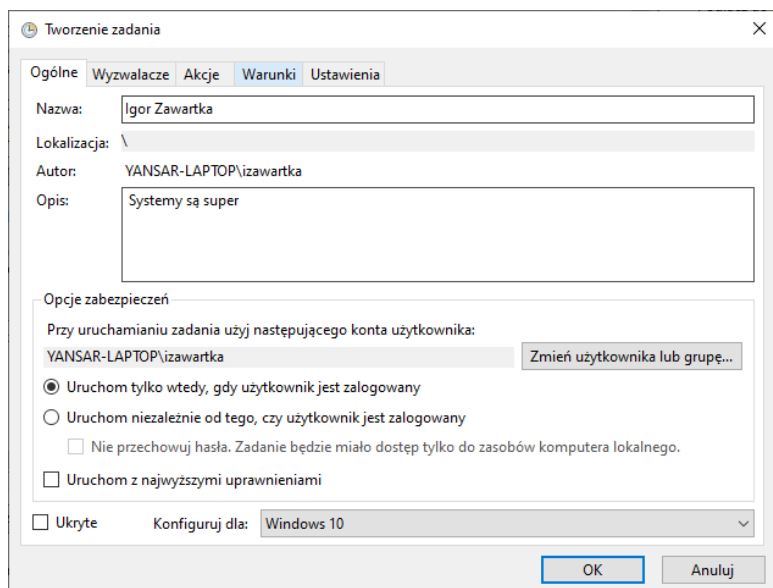 Tworzenie zadania
Ogólne Wyzwalacze Akcje Warunki Ustawienia
Nazwa: Igor Zawartka
Lokalizacja: \
Autor: YANSAR-LAPTOP\izawartka
Opis: Systemy są super
Opcje zabezpieczeń
Przy uruchamianiu zadania użyj następującego konta użytkownika:
YANSAR-LAPTOP\izawartka Zmień użytkownika lub grupę...
Uruchom tylko wtedy, gdy użytkownik jest zalogowany
Uruchom niezależnie od tego, czy użytkownik jest zalogowany
Nie przechowuj hasła. Zadanie będzie miało dostęp tylko do zasobów komputera lokalnego.
Uruchom z najwyższymi uprawnieniami
Ukryte Konfiguruj dla: Windows 10
OK Anuluj